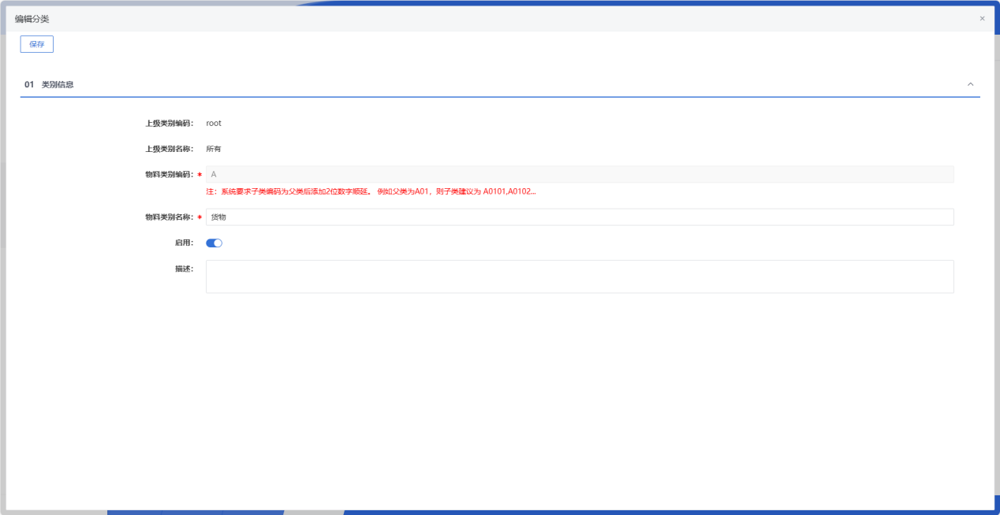 编辑分类
×
保存
01 类别信息
上级类别编码: root
上级类别名称: 所有
物料类别编码: * A
注: 系统要求子类编码为父类后添加2位数字顺延。 例如父类为A01, 则子类建议为 A0101,A0102...
物料类别名称: * 货物
启用:
描述: